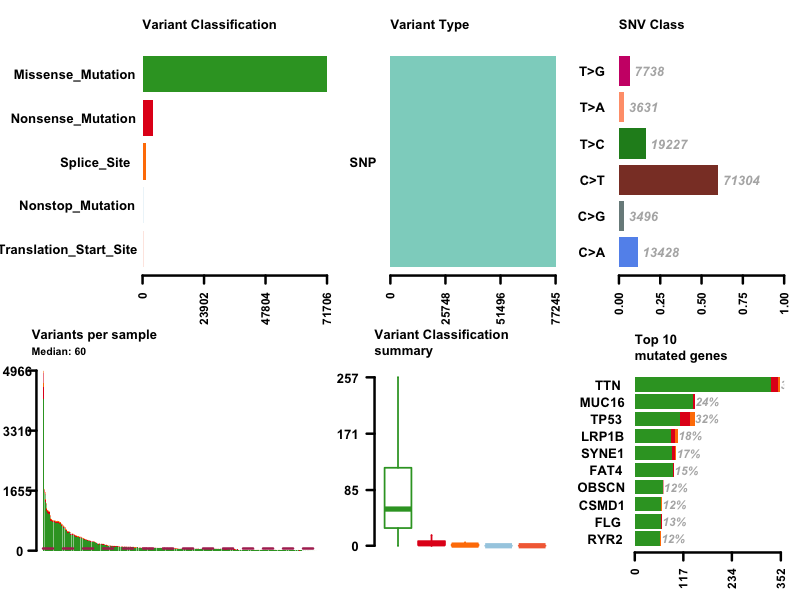 Variant Classification
Missense_Mutation
Nonsense_Mutation
Splice_Site
Nonstop_Mutation
Translation_Start_Site
0
23902
47804
71706
Variant Type
SNP
0
25748
51496
77245
SNV Class
T>G 7738
T>A 3631
T>C 19227
C>T 71304
C>G 3496
C>A 13428
0.00
0.25
0.50
0.75
1.00
Variants per sample
Median: 60
4966
3310
1655
0
Variant Classification
summary
257
171
85
0
Top 10
mutated genes
TTN
MUC16 24%
TP53 32%
LRP1B 18%
SYNE1 17%
FAT4 15%
OBSCN 12%
CSMD1 12%
FLG 13%
RYR2 12%
0
117
234
352